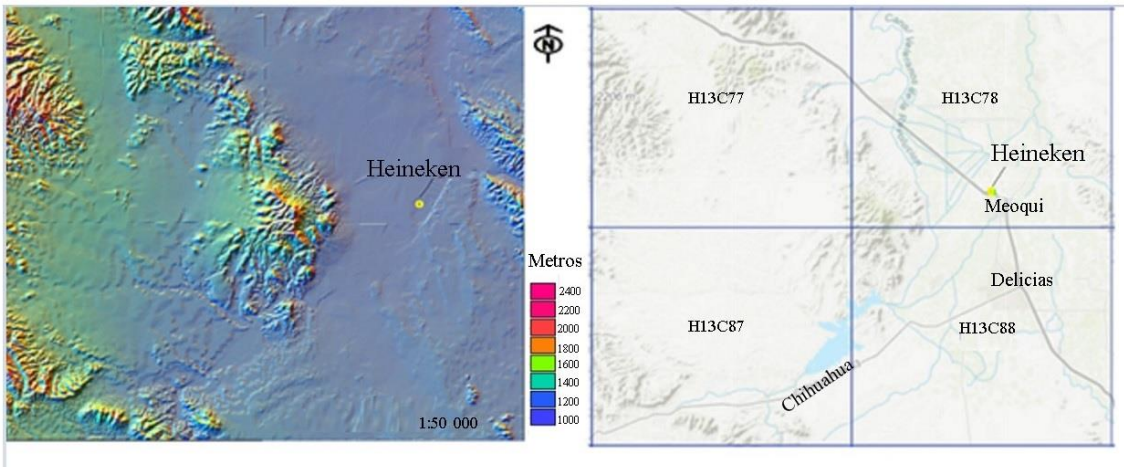 N
Heineken
1:50 000
Metros
2400
2200
2000
1800
1600
1400
1200
1000
H13C77
H13C78
Heineken
Meoqui
Delicias
H13C87
H13C88
Chihuahua